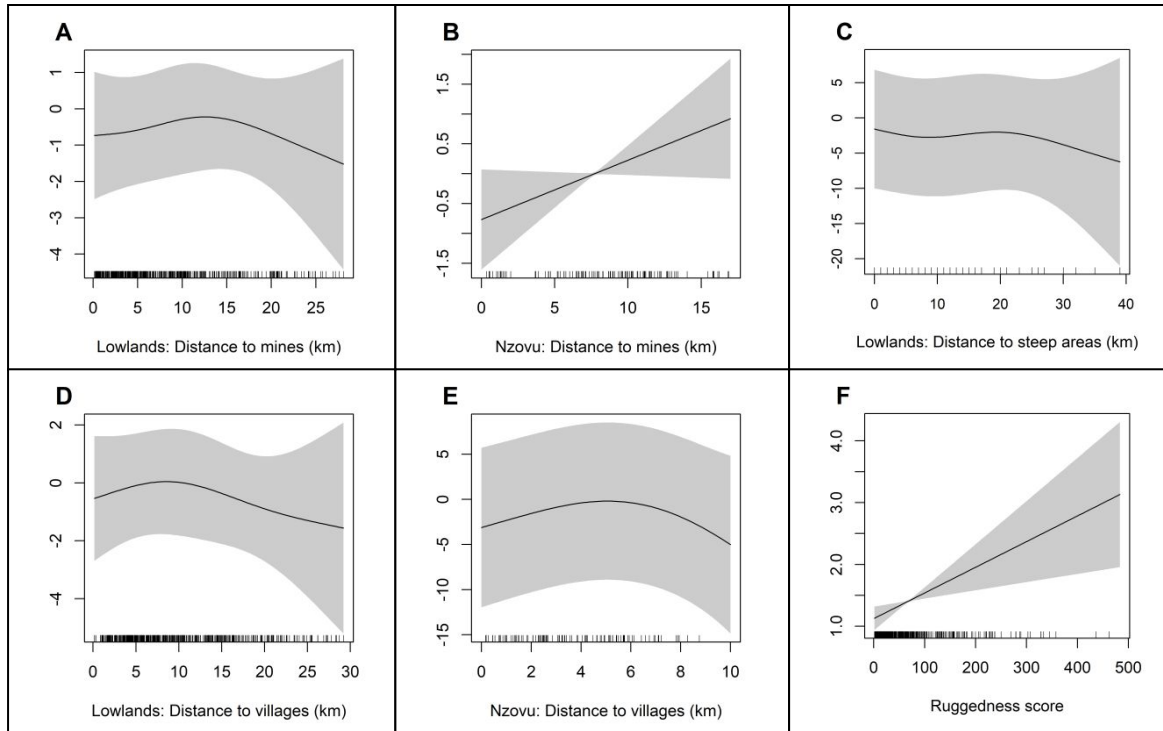 A
1
0
-1
-2
-3
-4
0 5 10 15 20 25
Lowlands: Distance to mines (km)
B
1.5
0.5
-0.5
-1.5
0 5 10 15
Nzovu: Distance to mines (km)
C
5
0
-5
-10
-15
-20
0 10 20 30 40
Lowlands: Distance to steep areas (km)
D
2
0
-2
-4
0 5 10 15 20 25 30
Lowlands: Distance to villages (km)
E
5
0
-5
-10
-15
0 2 4 6 8 10
Nzovu: Distance to villages (km)
F
4.0
3.0
2.0
1.0
0 100 200 300 400 500
Ruggedness score